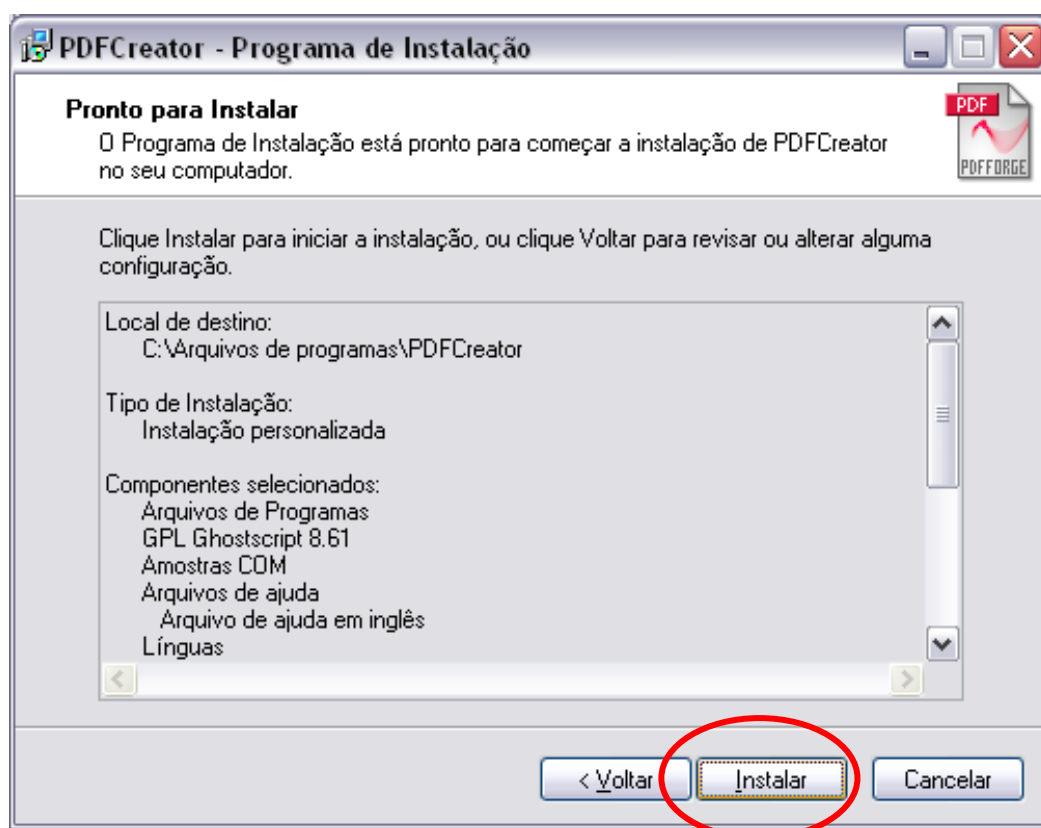 PDFCreator - Programa de Instalação
Pronto para Instalar
O Programa de Instalação está pronto para começar a instalação de PDFCreator
no seu computador.
PDF
PDFFORGE
Clique Instalar para iniciar a instalação, ou clique Voltar para revisar ou alterar alguma
configuração.
Local de destino:
C:\Arquivos de programas\PDFCreator
Tipo de Instalação:
Instalação personalizada
Componentes selecionados:
Arquivos de Programas
GPL Ghostscript 8.61
Amostras COM
Arquivos de ajuda
Arquivo de ajuda em inglês
Línguas
< Voltar
Instalar
Cancelar